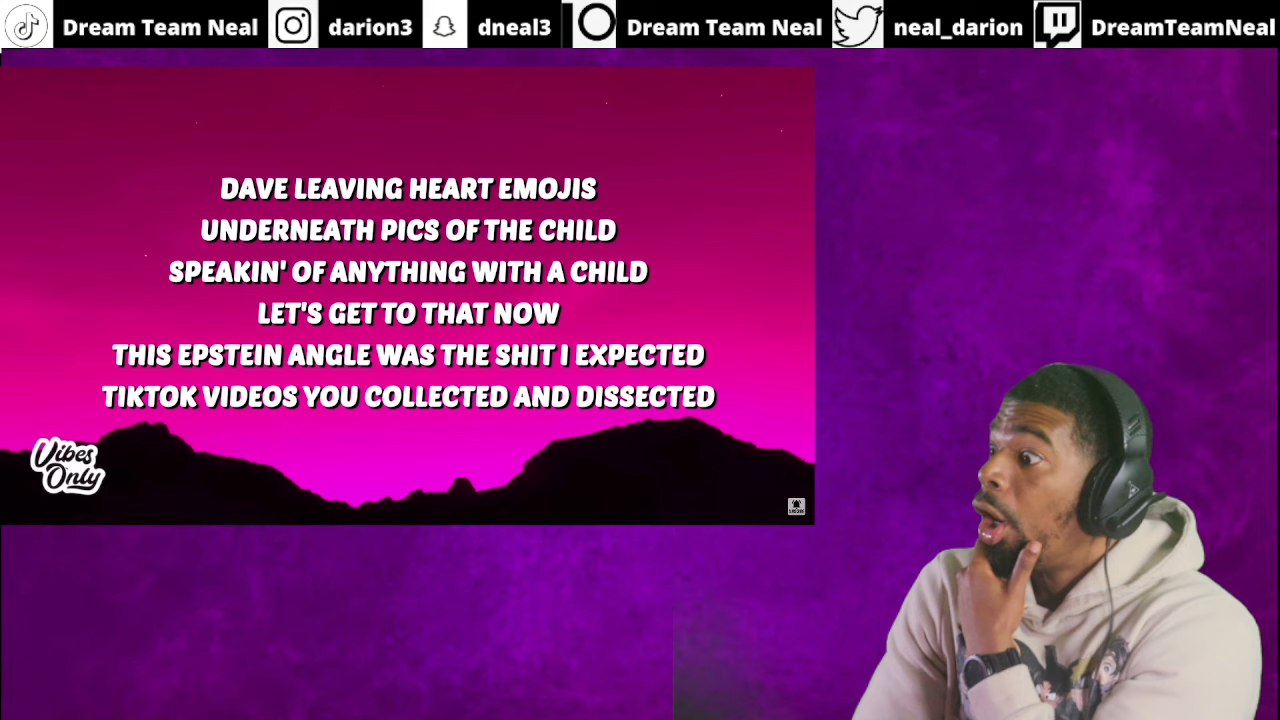 Dream Team Neal darion3 dneal3 Dream Team Neal neal_darion DreamTeamNeal
DAVE LEAVING HEART EMOJIS
UNDERNEATH PICS OF THE CHILD
SPEAKIN' OF ANYTHING WITH A CHILD
LET'S GET TO THAT NOW
THIS EPSTEIN ANGLE WAS THE SHIT I EXPECTED
TIKTOK VIDEOS YOU COLLECTED AND DISSECTED
Vibes
Only